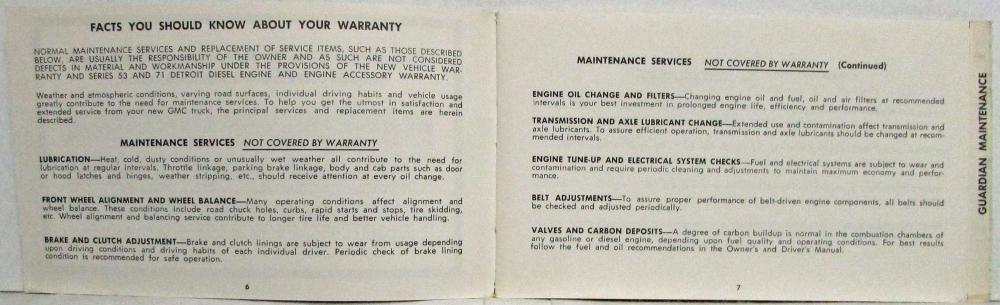 FACTS YOU SHOULD KNOW ABOUT YOUR WARRANTY
NORMAL MAINTENANCE SERVICES AND REPLACEMENT OF SERVICE ITEMS, SUCH AS THOSE DESCRIBED
BELOW, ARE USUALLY THE RESPONSIBILITY OF THE OWNER AND AS SUCH ARE NOT CONSIDERED
DEFECTS IN MATERIAL AND WORKMANSHIP UNDER THE PROVISIONS OF THE NEW VEHICLE WAR-
RANTY AND SERIES 53 AND 71 DETROIT DIESEL ENGINE AND ENGINE ACCESSORY WARRANTY.
Weather and atmospheric conditions, varying road surfaces, individual driving habits and vehicle usage
greatly contribute to the need for maintenance services. To help you get the utmost in satisfaction and
extended service from your new GMC truck, the principal services and replacement items are herein
described.
MAINTENANCE SERVICES NOT COVERED BY WARRANTY
LUBRICATION—Heat, cold, dusty conditions or unusually wet weather all contribute to the need for
lubrication at regular intervals. Throttle linkage, parking brake linkage, body and cab parts such as door
or hood latches and hinges, weather stripping, etc., should receive attention at every oil change.
FRONT WHEEL ALIGNMENT AND WHEEL BALANCE—Many operating conditions affect alignment and
wheel balance. These conditions include road chuck holes, curbs, rapid starts and stops, tire skidding,
etc. Wheel alignment and balancing service contribute to longer tire life and better vehicle handling.
BRAKE AND CLUTCH ADJUSTMENT—Brake and clutch linings are subject to wear from usage depending
upon driving conditions and driving habits of each individual driver. Periodic check of brake lining
condition is recommended for safe operation.
6
MAINTENANCE SERVICES NOT COVERED BY WARRANTY (Continued)
ENGINE OIL CHANGE AND FILTERS—Changing engine oil and fuel, oil and air filters at recommended
intervals is your best investment in prolonged engine life, efficiency and performance.
TRANSMISSION AND AXLE LUBRICANT CHANGE—Extended use and contamination affect transmission and
axle lubricants. To assure efficient operation, transmission and axle lubricants should be changed at recom-
mended intervals.
ENGINE TUNE-UP AND ELECTRICAL SYSTEM CHECKS—Fuel and electrical systems are subject to wear and
contamination and require periodic cleaning and adjustments to maintain maximum economy and perfor-
mance.
BELT ADJUSTMENTS—To assure proper performance of belt-driven engine components, all belts should
be checked and adjusted periodically.
VALVES AND CARBON DEPOSITS—A degree of carbon buildup is normal in the combustion chambers of
any gasoline or diesel engine, depending upon fuel quality and operating conditions. For best results
follow the fuel and oil recommendations in the Owner's and Driver's Manual.
7
GUARDIAN MAINTENANCE